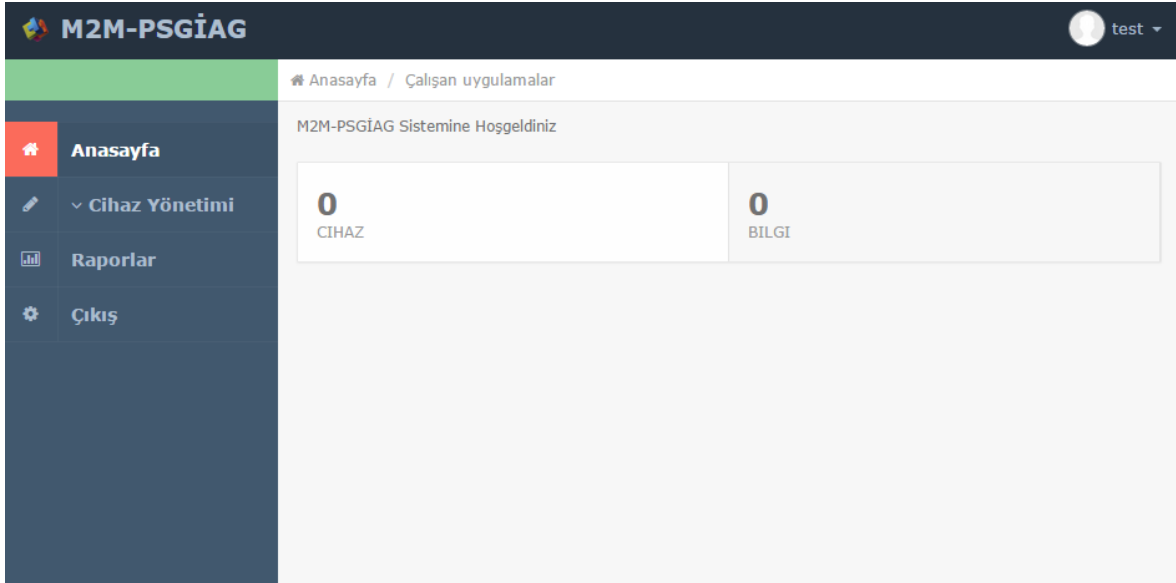 M2M-PSGİAG
test
Anasayfa / Çalışan uygulamalar
M2M-PSGİAG Sistemine Hoşgeldiniz
Anasayfa
Cihaz Yönetimi
Raporlar
Çıkış
0
CIHAZ
0
BILGI